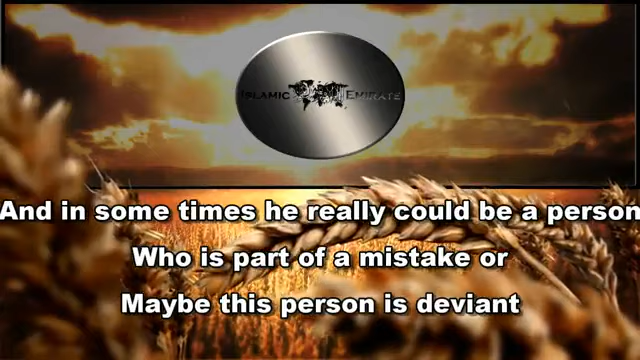 ISLAMIC EMIRATE
And in some times he really could be a person
Who is part of a mistake or
Maybe this person is deviant